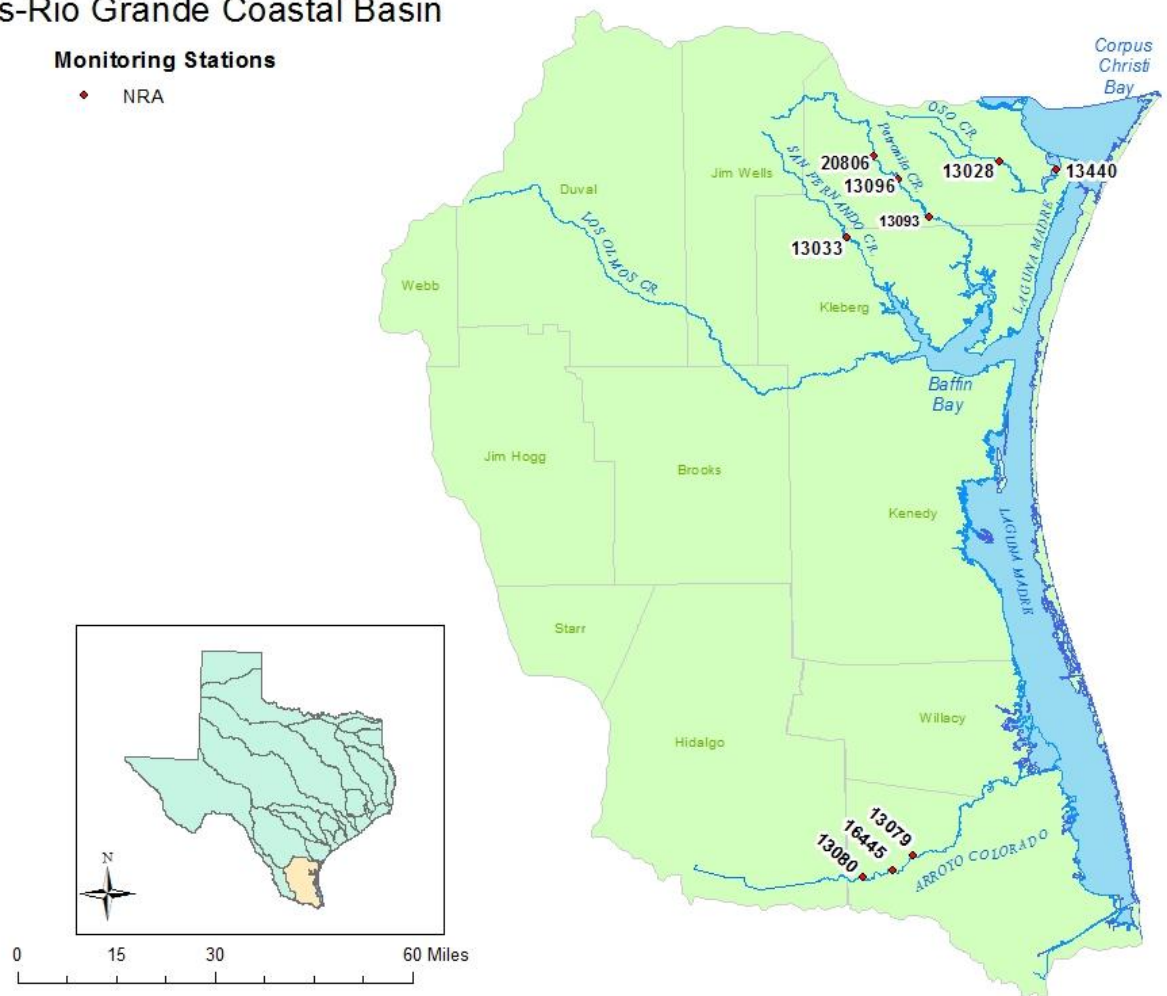 s-Rio Grande Coastal Basin
Monitoring Stations
NRA
Corpus
Christi
Bay
OSO CR.
Petronila CR.
20806
13096
13028
13440
13093
13033
SAN FERNANDO CR.
Jim Wells
Duval
LOS OLMOS CR.
LAGUNA MADRE
Webb
Kleberg
Baffin
Bay
Jim Hogg
Brooks
Kenedy
LAGUNA MADRE
Starr
Willacy
Hidalgo
13079
16445
13080
ARROYO COLORADO
N
0 15 30 60 Miles